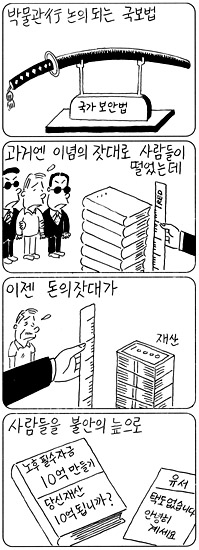 박물관行 논의 되는 국보법
국가 보안법
과거엔 이념의 잣대로 사람들이
떨었는데
RED
이젠 돈의 잣대가
재산
사람들을 불안의 늪으로
노후필수자금
10억 만들기
당신재산
10억 됩니까?
유서
턱도 없습니다
안녕히
계세요